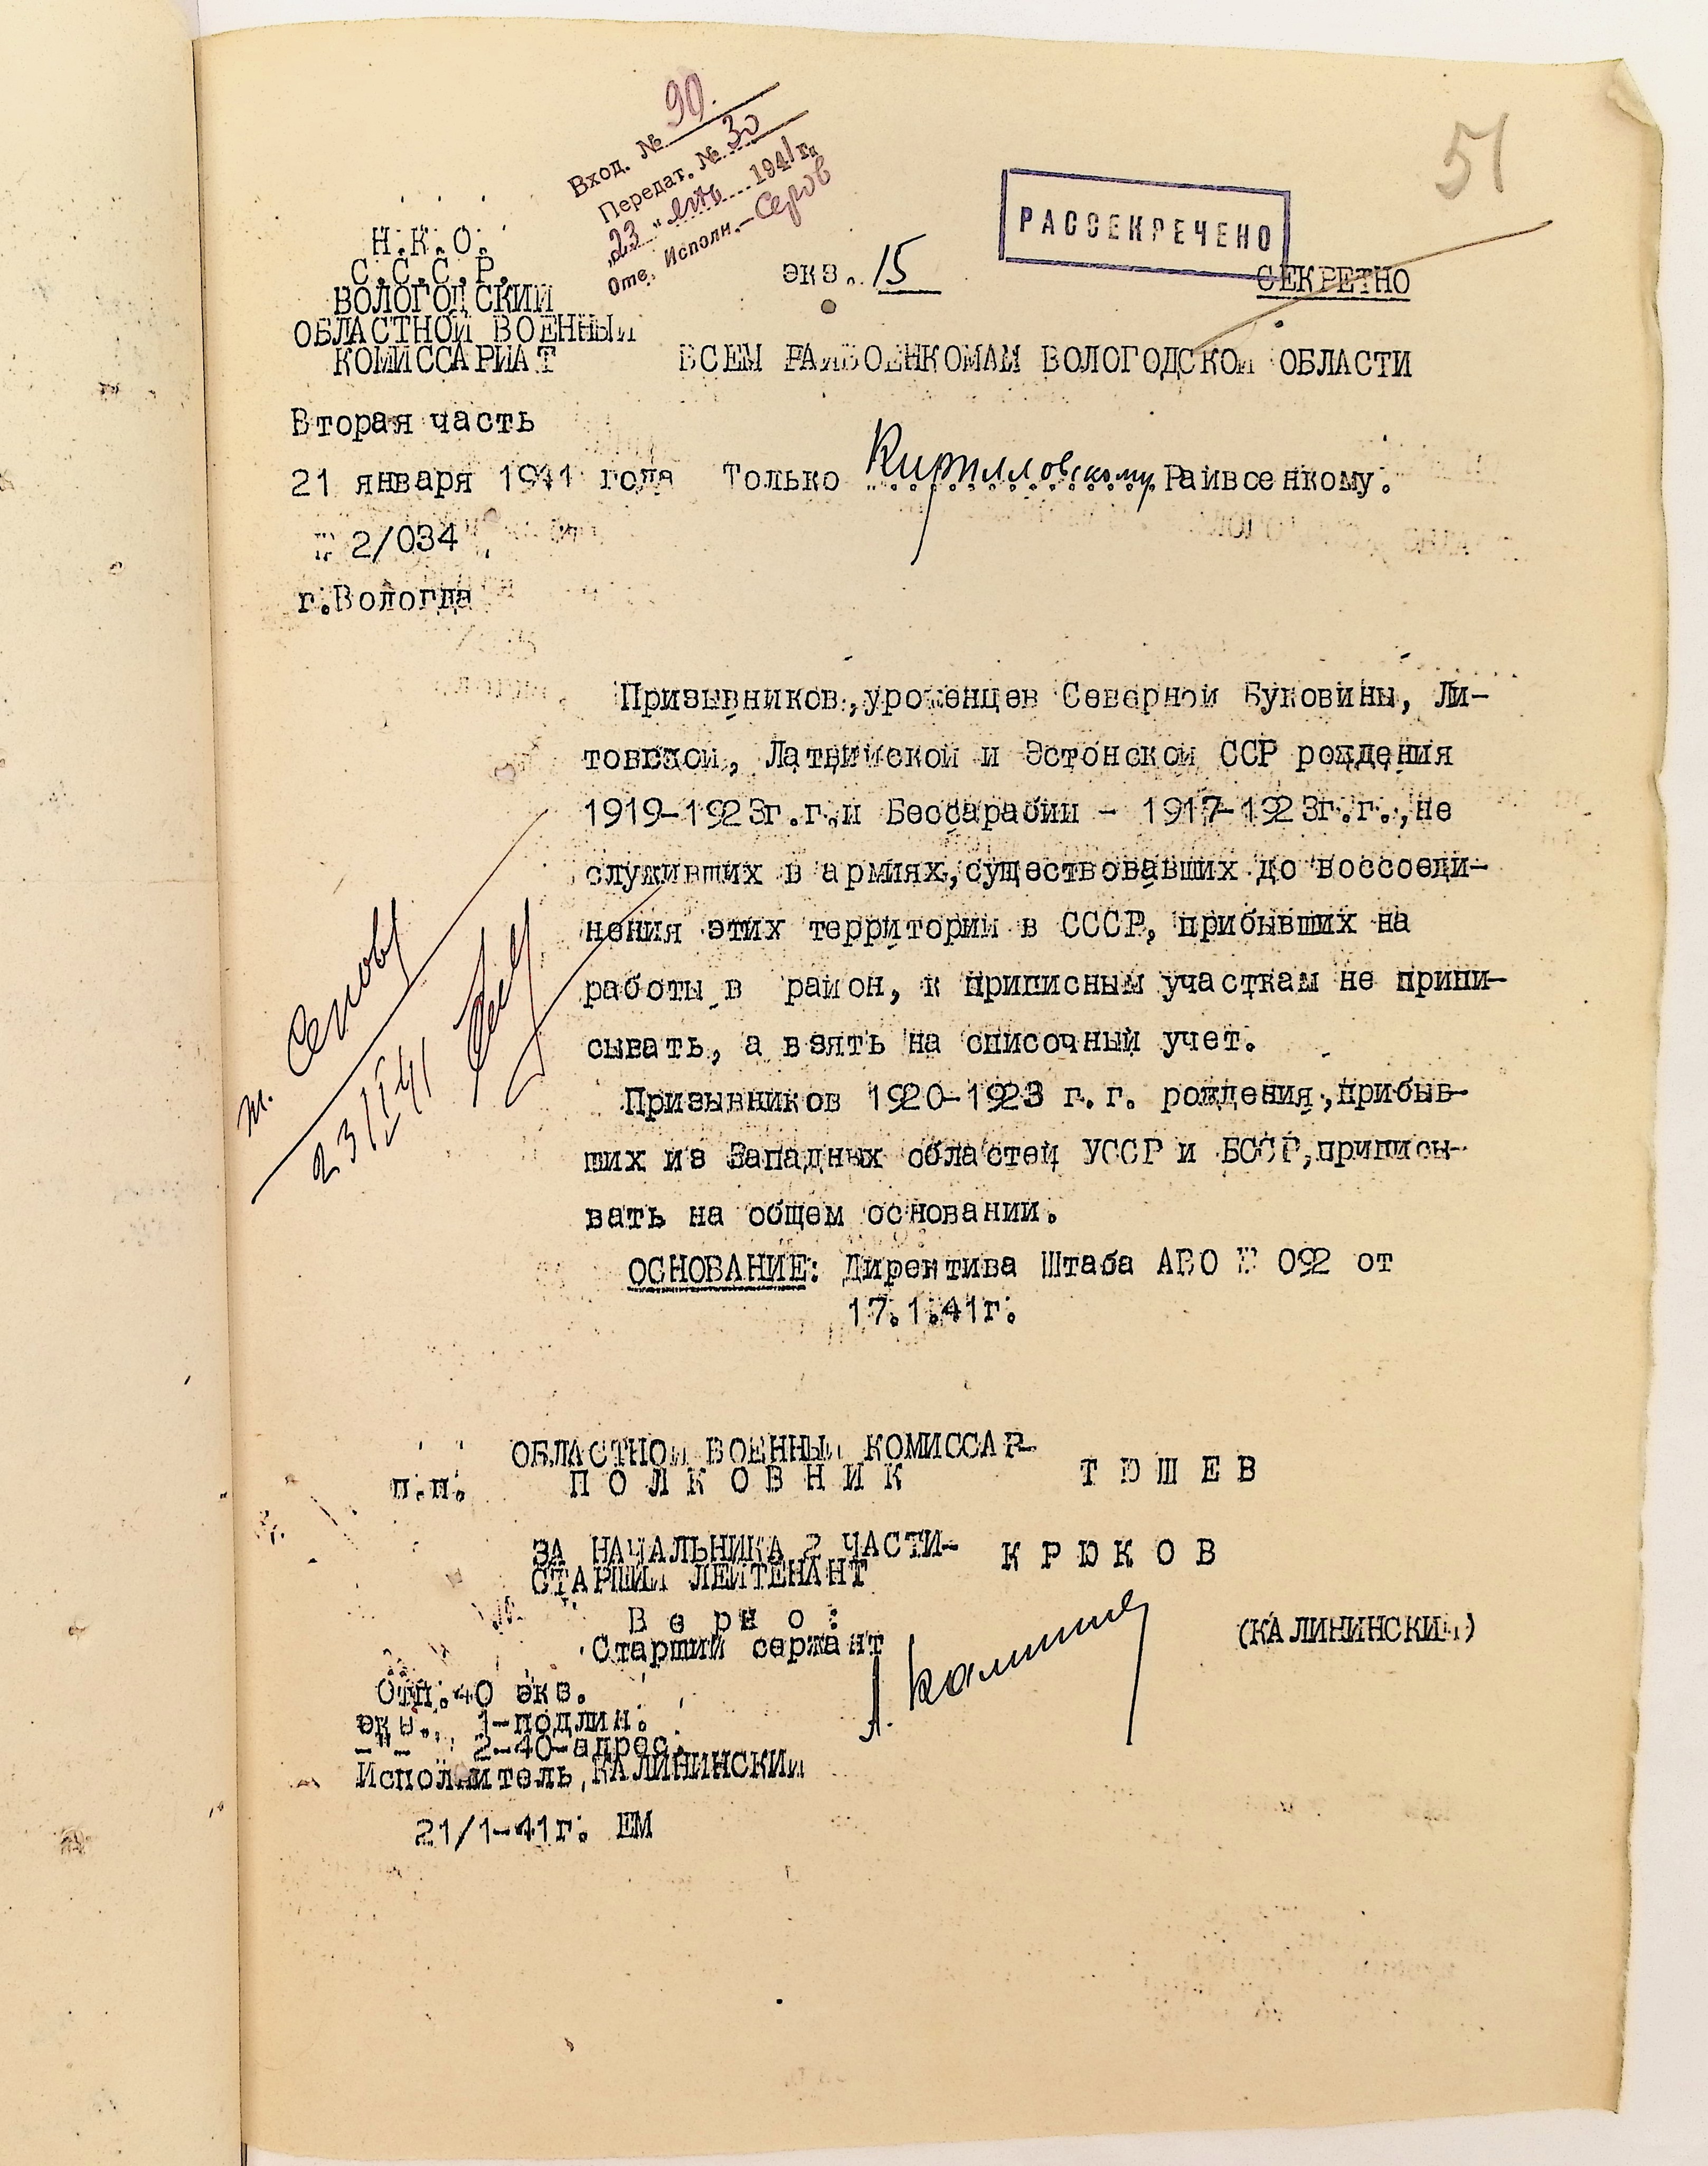 51
Вход. № 90.
Передат. № 30
"23" янв 1941 г.
Отв. Исполн.— Серов
РАССЕКРЕЧЕНО
экз. 15
СЕКРЕТНО
Н.К.О.
С.С.С.Р.
ВОЛОГОДСКИЙ
ОБЛАСТНОЙ ВОЕННЫЙ
КОМИССАРИАТ
ВСЕМ РАЙВОЕНКОМАМ ВОЛОГОДСКОЙ ОБЛАСТИ
Вторая часть
21 января 1941 года Только Кирилловскому Райвоенкому.
№ 2/034
г.Вологда
Призывников, уроженцев Северной Буковины, Ли-
товской, Латвийской и Эстонской ССР рождения
1919-1923г.г. и Бессарабии - 1917-1923г.г., не
служивших в армиях, существовавших до воссоеди-
нения этих территории в СССР, прибывших на
работы в район, к приписным участкам не припи-
сывать, а взять на списочный учет.
Призывников 1920-1923 г.г. рождения, прибыв-
ших из Западных областей УССР и БССР, приписы-
вать на общем основании.
ОСНОВАНИЕ: Директива Штаба АВО № 092 от
17.1.41г.
т. Серову
23/I 41
ОБЛАСТНОЙ ВОЕННЫЙ КОМИССАР-
п.п. ПОЛКОВНИК ТЮШЕВ
ЗА НАЧАЛЬНИКА 2 ЧАСТИ-
СТАРШИЙ ЛЕЙТЕНАНТ КРЮКОВ
Верно:
Старший сержант (КАЛИНИНСКИЙ)
Отп. 40 экз.
экз. 1-подлин.
-"- 2-40-адрес.
Исполнитель, КАЛИНИНСКИЙ
21/1-41г. ЕМ